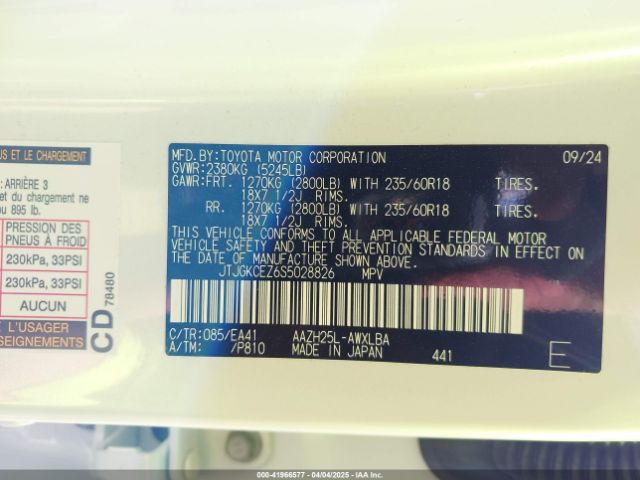 NEUS ET LE CHARGEMENT
: ARRIÈRE 3
et du chargement ne
u 895 lb.
PRESSION DES
PNEUS À FROID
230kPa, 33PSI
230kPa, 33PSI
AUCUN
L'USAGER
SEIGNEMENTS
CD 78480
MFD.BY:TOYOTA MOTOR CORPORATION 09/24
GVWR:2380KG (5245LB)
GAWR:FRT. 1270KG (2800LB) WITH 235/60R18 TIRES.
18X7 1/2J RIMS.
RR. 1270KG (2800LB) WITH 235/60R18 TIRES.
18X7 1/2J RIMS.
THIS VEHICLE CONFORMS TO ALL APPLICABLE FEDERAL MOTOR
VEHICLE SAFETY AND THEFT PREVENTION STANDARDS IN EFFECT ON
THE DATE OF MANUFACTURE SHOWN ABOVE.
JTJGKCEZ6S5028826 MPV
C/TR:085/EA41 AAZH25L-AWXLBA
A/TM: /P810 MADE IN JAPAN 441
E
COPART IAA # - 41966577 - 04/04/2025 - IAAI.CA